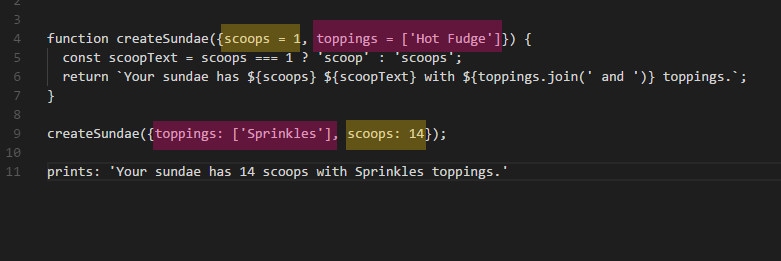 2
3
4 function createSundae({scoops = 1, toppings = ['Hot Fudge']}) {
5 const scoopText = scoops === 1 ? 'scoop' : 'scoops';
6 return `Your sundae has ${scoops} ${scoopText} with ${toppings.join(' and ')} toppings.`;
7 }
8
9 createSundae({toppings: ['Sprinkles'], scoops: 14});
10
11 prints: 'Your sundae has 14 scoops with Sprinkles toppings.'